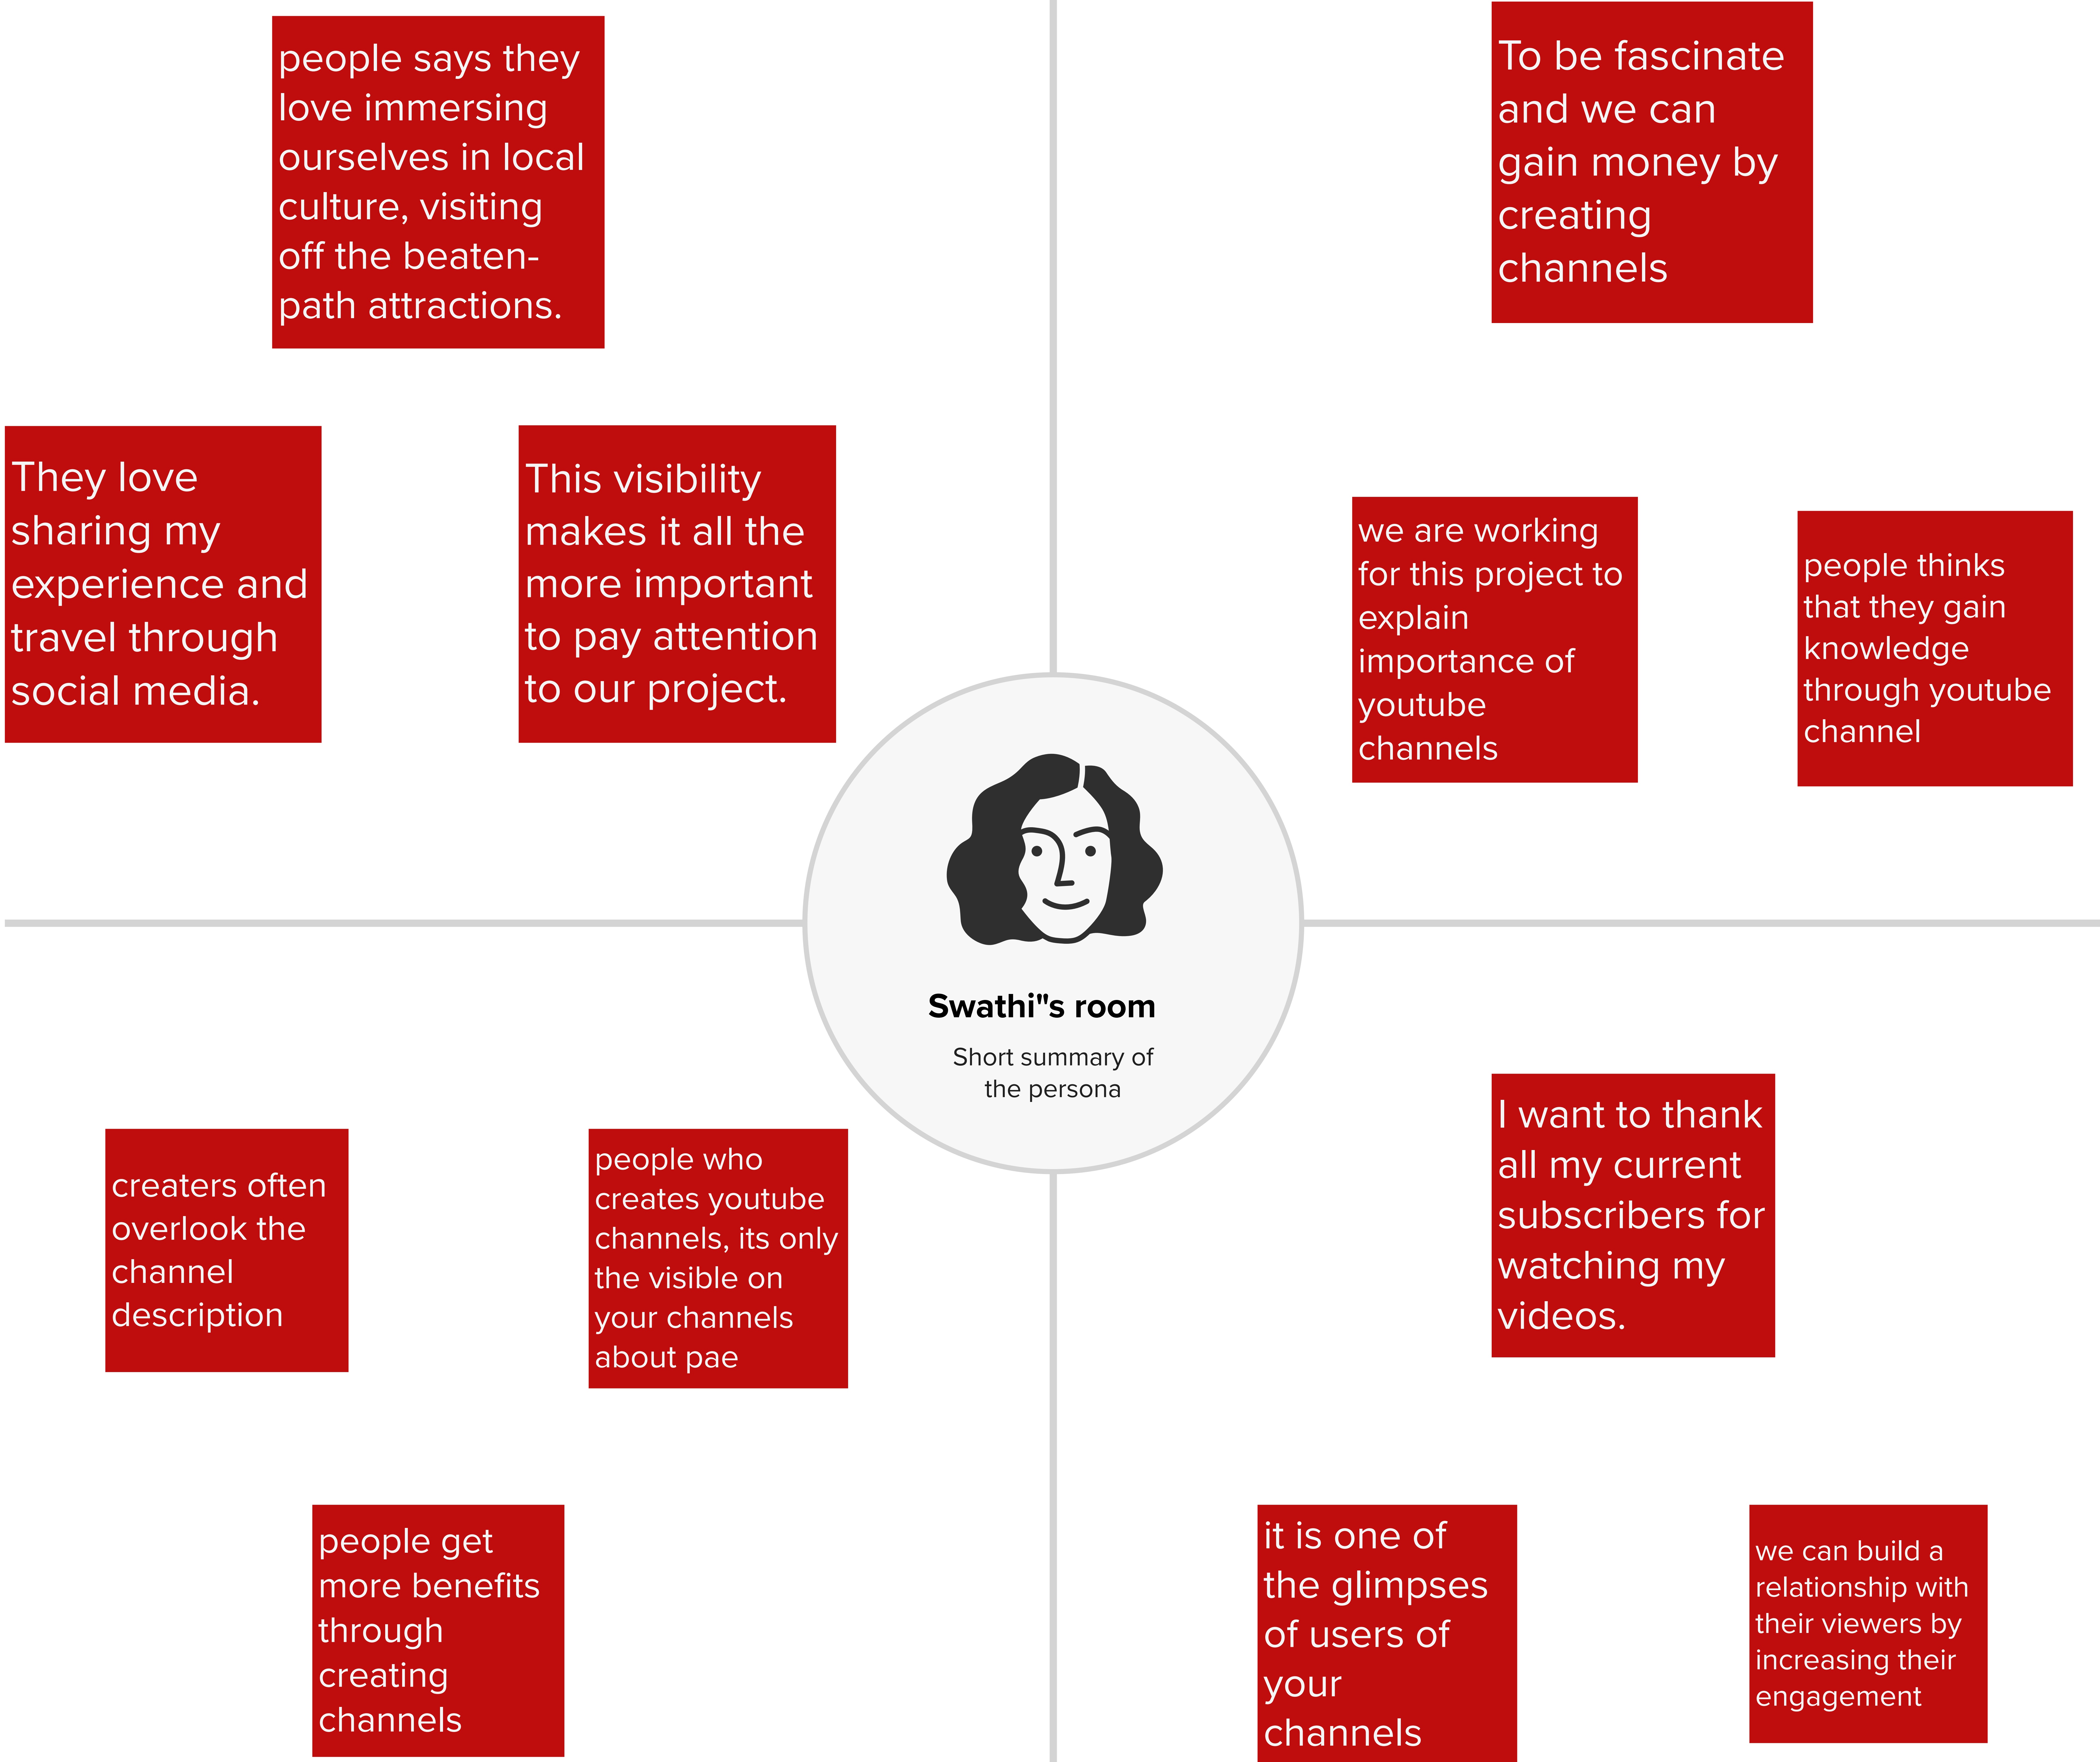 people says they
love immersing
ourselves in local
culture, visiting
off the beaten-
path attractions.
They love
sharing my
experience and
travel through
social media.
This visibility
makes it all the
more important
to pay attention
to our project.
To be fascinate
and we can
gain money by
creating
channels
we are working
for this project to
explain
importance of
youtube
channels
people thinks
that they gain
knowledge
through youtube
channel
Swathi"s room
Short summary of
the persona
creaters often
overlook the
channel
description
people who
creates youtube
channels, its only
the visible on
your channels
about pae
people get
more benefits
through
creating
channels
I want to thank
all my current
subscribers for
watching my
videos.
it is one of
the glimpses
of users of
your
channels
we can build a
relationship with
their viewers by
increasing their
engagement